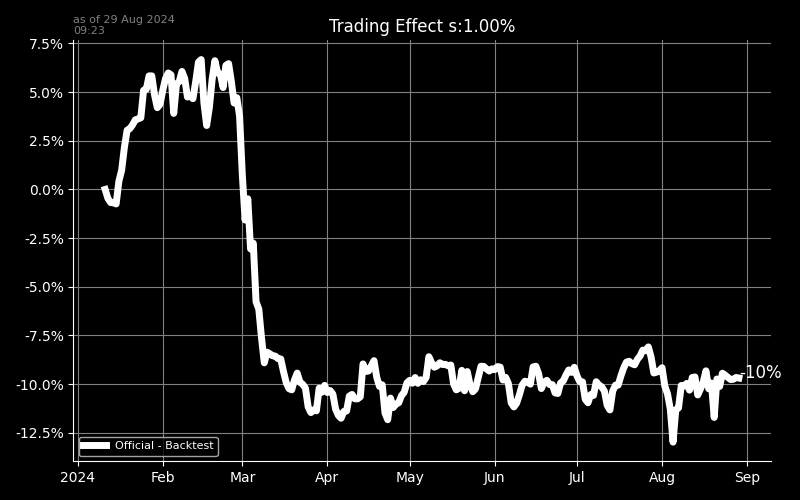 as of 29 Aug 2024
09:23
Trading Effect s:1.00%
7.5%
5.0%
2.5%
0.0%
-2.5%
-5.0%
-7.5%
-10.0%
-12.5%
-10%
Official - Backtest
2024 Feb Mar Apr May Jun Jul Aug Sep